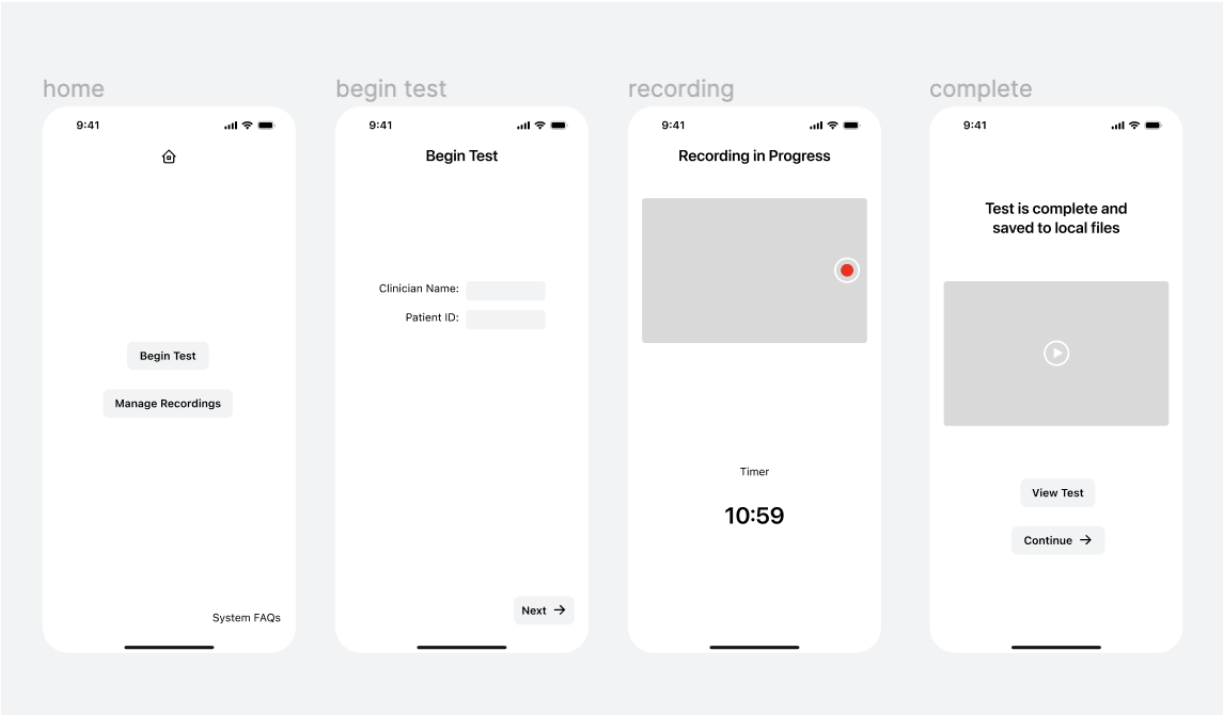 home
9:41
Begin Test
Manage Recordings
System FAQs
begin test
9:41
Begin Test
Clinician Name:
Patient ID:
Next →
recording
9:41
Recording in Progress
Timer
10:59
complete
9:41
Test is complete and
saved to local files
View Test
Continue →